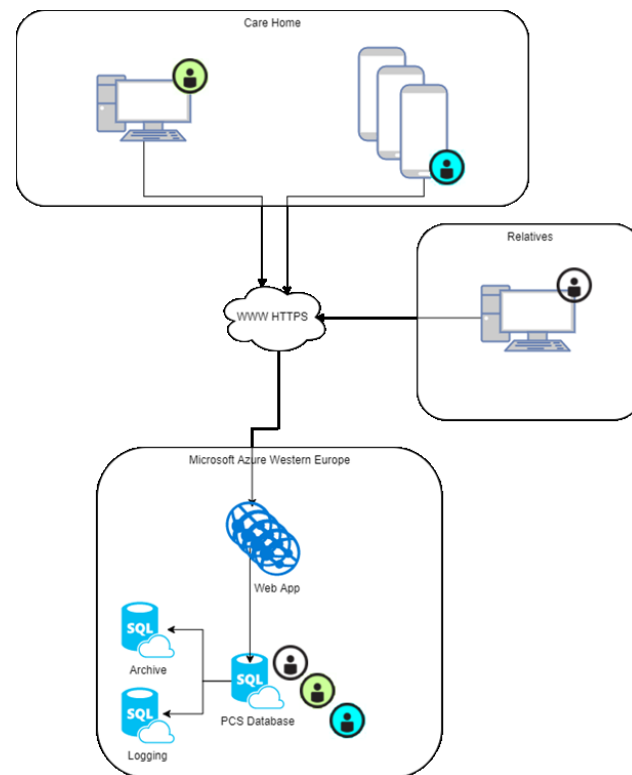 Care Home
Relatives
WWW HTTPS
Microsoft Azure Western Europe
Web App
SQL
Archive
SQL
PCS Database
SQL
Logging